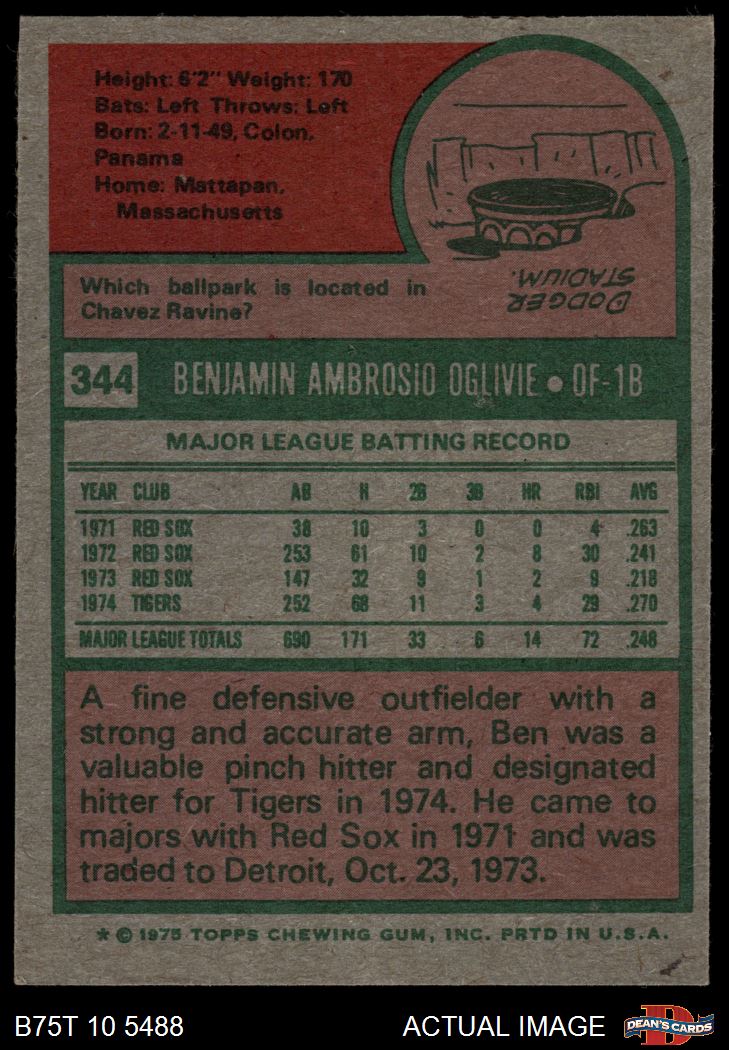 Height: 6'2" Weight: 170
Bats: Left Throws: Left
Born: 2-11-49, Colon,
Panama
Home: Mattapan,
Massachusetts
Which ballpark is located in
Chavez Ravine?
DODGER
STADIUM.
344 BENJAMIN AMBROSIO OGLIVIE • OF-1B
MAJOR LEAGUE BATTING RECORD
YEAR CLUB AB H 2B 3B HR RBI AVG
1971 RED SOX 38 10 3 0 0 4 .263
1972 RED SOX 253 61 10 2 8 30 .241
1973 RED SOX 147 32 9 1 2 9 .218
1974 TIGERS 252 68 11 3 4 29 .270
MAJOR LEAGUE TOTALS 690 171 33 6 14 72 .248
A fine defensive outfielder with a
strong and accurate arm, Ben was a
valuable pinch hitter and designated
hitter for Tigers in 1974. He came to
majors with Red Sox in 1971 and was
traded to Detroit, Oct. 23, 1973.
* © 1975 TOPPS CHEWING GUM, INC. PRTD IN U.S.A.
B75T 10 5488 ACTUAL IMAGE DEAN'S CARDS